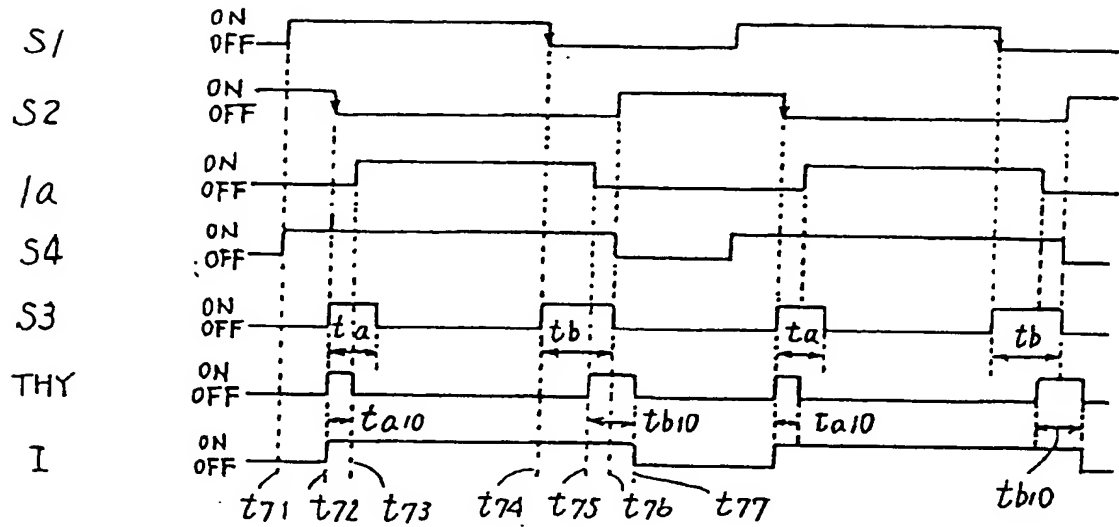 S1 ON
OFF
S2 ON
OFF
1a ON
OFF
S4 ON
OFF
S3 ON
OFF ta tb ta tb
THY ON
OFF ta10 tb10 ta10
I ON
OFF
t71 t72 t73 t74 t75 t76 t77 tb10